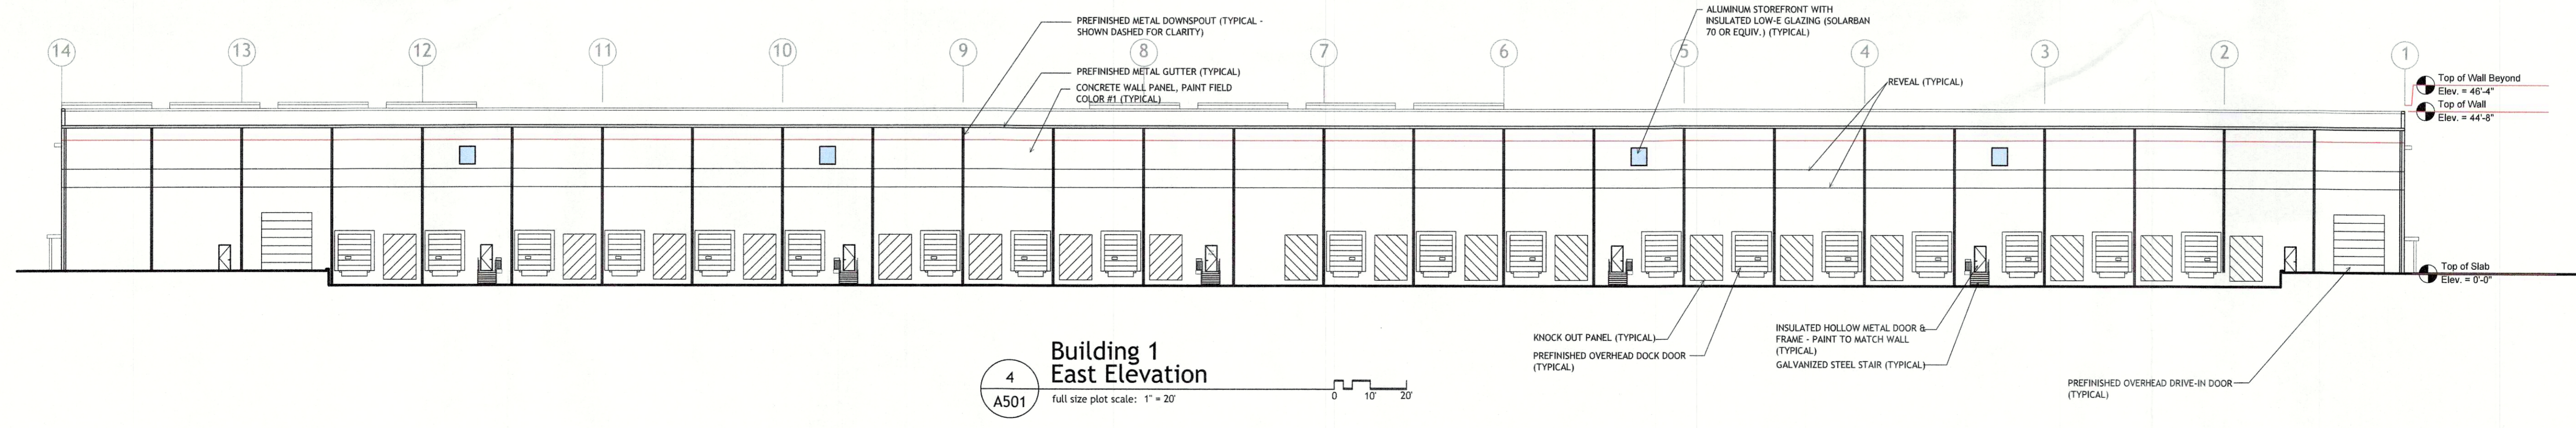 PREFINISHED METAL DOWNSPOUT (TYPICAL -
SHOWN DASHED FOR CLARITY)
ALUMINUM STOREFRONT WITH
INSULATED LOW-E GLAZING (SOLARBAN
70 OR EQUIV.) (TYPICAL)
14
13
12
11
10
9
8
7
6
5
4
3
2
1
PREFINISHED METAL GUTTER (TYPICAL)
CONCRETE WALL PANEL, PAINT FIELD
COLOR #1 (TYPICAL)
REVEAL (TYPICAL)
Top of Wall Beyond
Elev. = 46'-4"
Top of Wall
Elev. = 44'-8"
Top of Slab
Elev. = 0'-0"
KNOCK OUT PANEL (TYPICAL)
PREFINISHED OVERHEAD DOCK DOOR
(TYPICAL)
INSULATED HOLLOW METAL DOOR &
FRAME - PAINT TO MATCH WALL
(TYPICAL)
GALVANIZED STEEL STAIR (TYPICAL)
PREFINISHED OVERHEAD DRIVE-IN DOOR
(TYPICAL)
4
A501
Building 1
East Elevation
full size plot scale: 1" = 20'
0 10' 20'